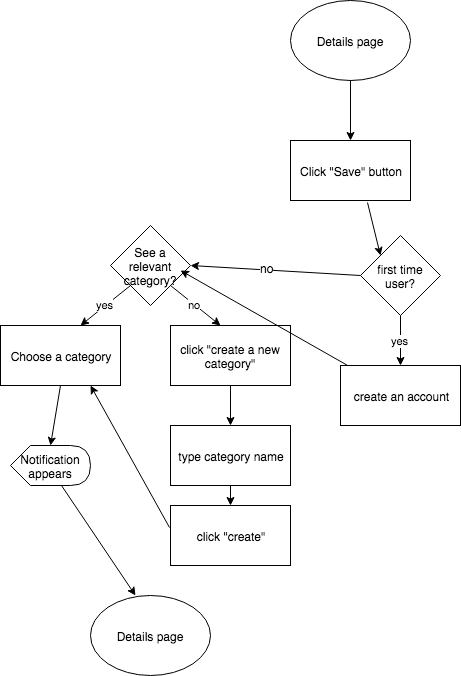 Details page
Click "Save" button
See a
relevant
category?
no
first time
user?
yes
no
yes
Choose a category
click "create a new
category"
create an account
type category name
Notification
appears
click "create"
Details page